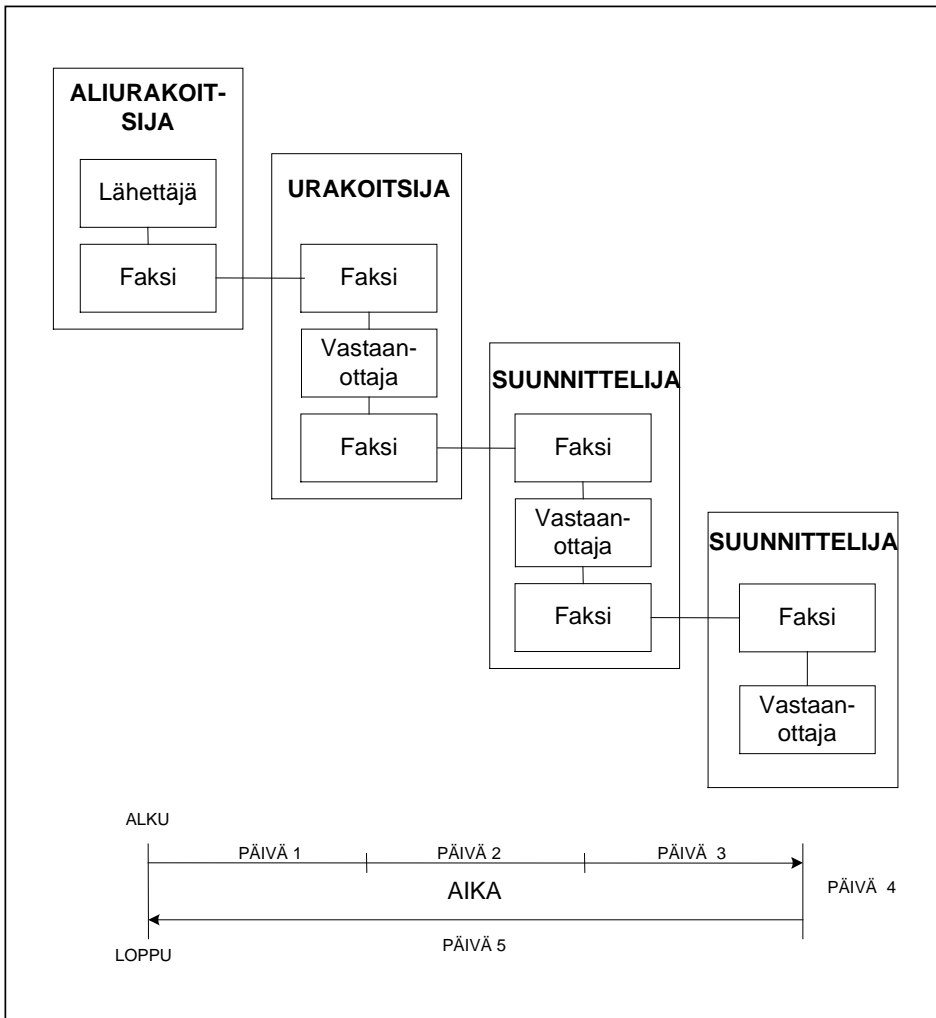 ALIURAKOIT-
SIJA
Lähettäjä
Faksi
URAKOITSIJA
Faksi
Vastaan-
ottaja
Faksi
SUUNNITTELIJA
Faksi
Vastaan-
ottaja
Faksi
SUUNNITTELIJA
Faksi
Vastaan-
ottaja
ALKU
PÄIVÄ 1 PÄIVÄ 2 PÄIVÄ 3
AIKA
PÄIVÄ 4
PÄIVÄ 5
LOPPU